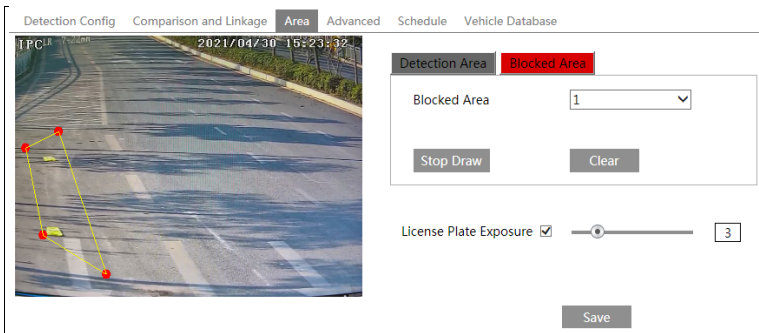 Detection Config Comparison and Linkage Area Advanced Schedule Vehicle Database
IPC 2021/04/30 15:23:32
Detection Area Blocked Area
Blocked Area 1
Stop Draw Clear
License Plate Exposure 3
Save